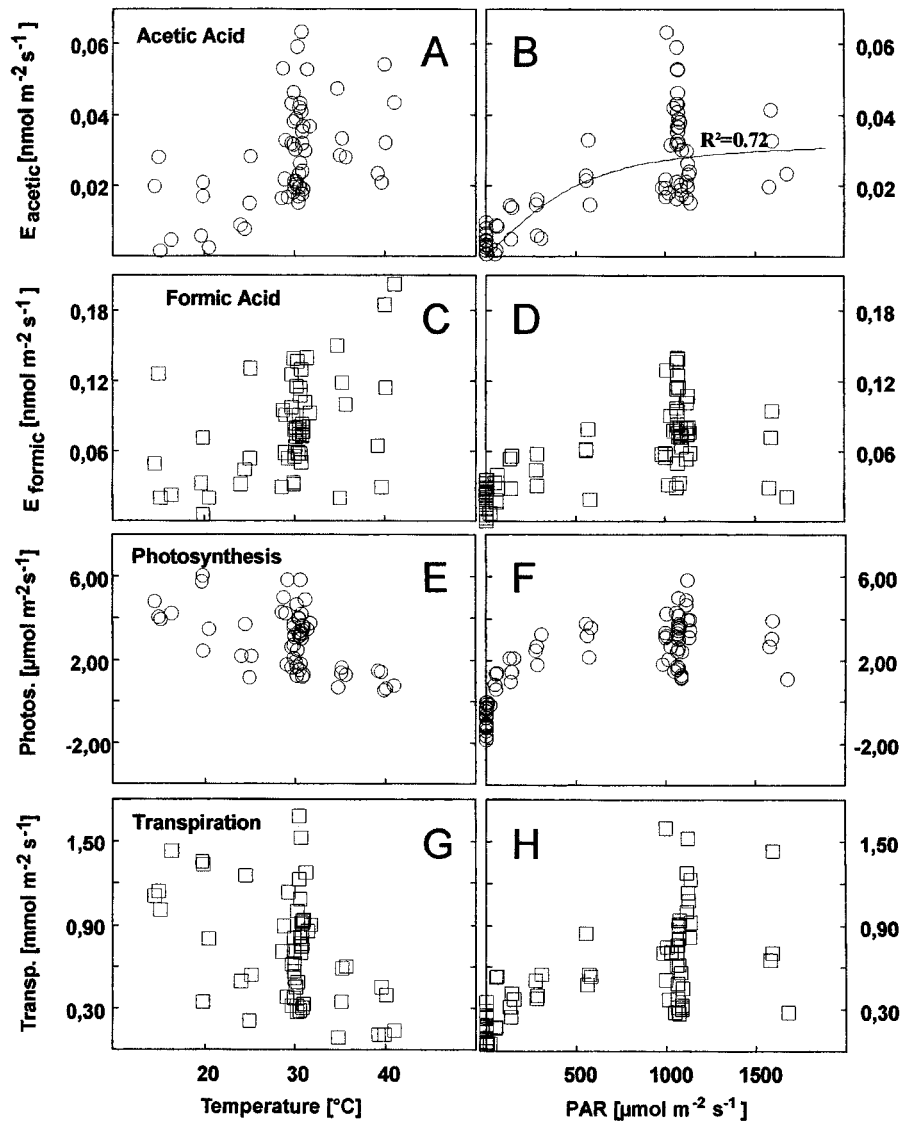 Acetic Acid
A
B
0,06
0,04
0,02
E acetic [nmol m⁻² s⁻¹]
R²=0.72
0,06
0,04
0,02
Formic Acid
C
D
0,18
0,12
0,06
E formic [nmol m⁻² s⁻¹]
0,18
0,12
0,06
Photosynthesis
E
F
6,00
2,00
-2,00
Photos. [µmol m⁻²s⁻¹]
6,00
2,00
-2,00
Transpiration
G
H
1,50
0,90
0,30
Transp. [mmol m⁻² s⁻¹]
1,50
0,90
0,30
20 30 40
Temperature [°C]
500 1000 1500
PAR [µmol m⁻² s⁻¹]